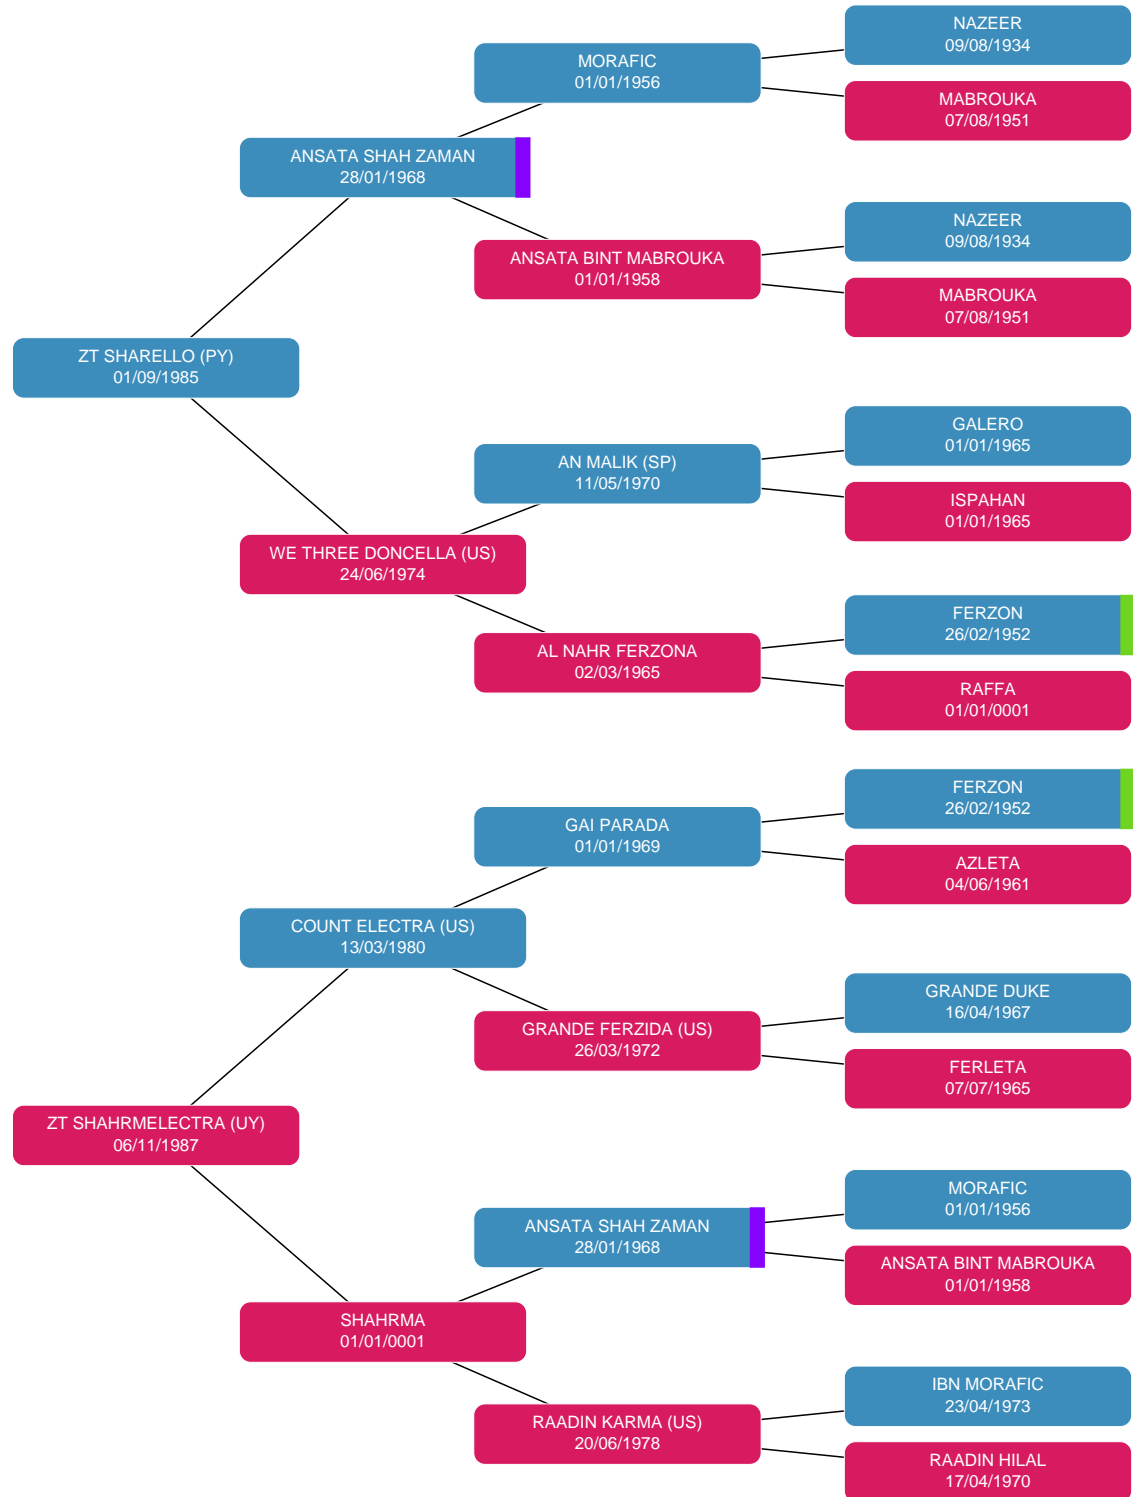 NAZEER
09/08/1934
MORAFIC
01/01/1956
MABROUKA
07/08/1951
ANSATA SHAH ZAMAN
28/01/1968
NAZEER
09/08/1934
ANSATA BINT MABROUKA
01/01/1958
MABROUKA
07/08/1951
ZT SHARELLO (PY)
01/09/1985
GALERO
01/01/1965
AN MALIK (SP)
11/05/1970
ISPAHAN
01/01/1965
WE THREE DONCELLA (US)
24/06/1974
FERZON
26/02/1952
AL NAHR FERZONA
02/03/1965
RAFFA
01/01/0001
FERZON
26/02/1952
GAI PARADA
01/01/1969
AZLETA
04/06/1961
COUNT ELECTRA (US)
13/03/1980
GRANDE DUKE
16/04/1967
GRANDE FERZIDA (US)
26/03/1972
FERLETA
07/07/1965
ZT SHAHRMELECTRA (UY)
06/11/1987
MORAFIC
01/01/1956
ANSATA SHAH ZAMAN
28/01/1968
ANSATA BINT MABROUKA
01/01/1958
SHAHRMA
01/01/0001
IBN MORAFIC
23/04/1973
RAADIN KARMA (US)
20/06/1978
RAADIN HILAL
17/04/1970